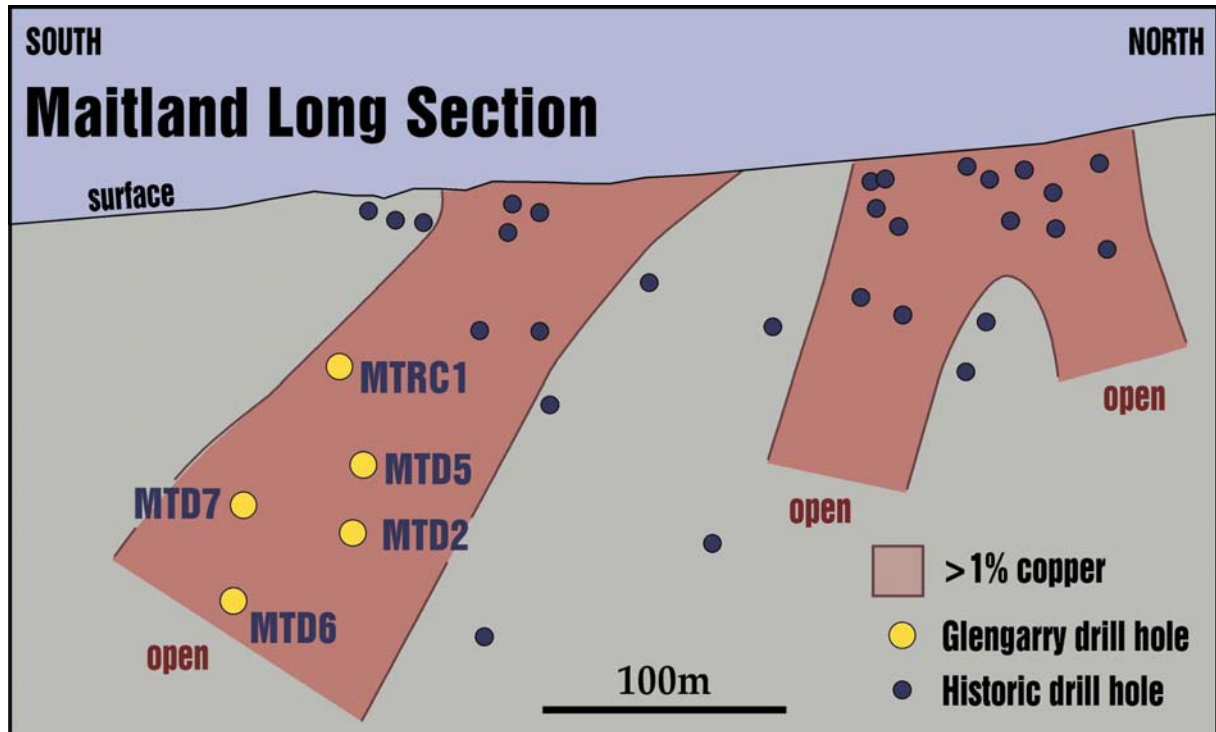 SOUTH
NORTH
Maitland Long Section
surface
MTRC1
MTD5
MTD7
MTD2
MTD6
open
open
open
>1% copper
Glengarry drill hole
Historic drill hole
100m